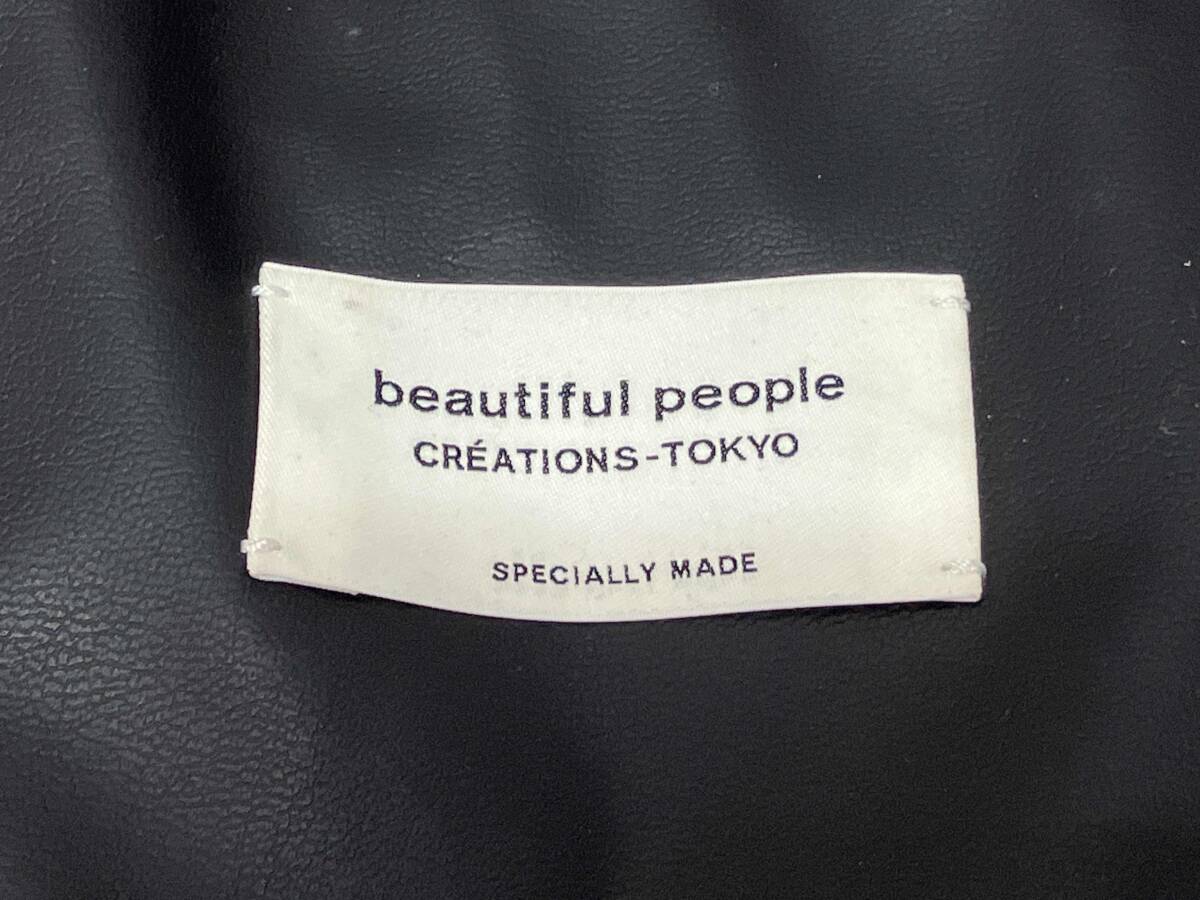 beautiful people
CRÉATIONS-TOKYO
SPECIALLY MADE